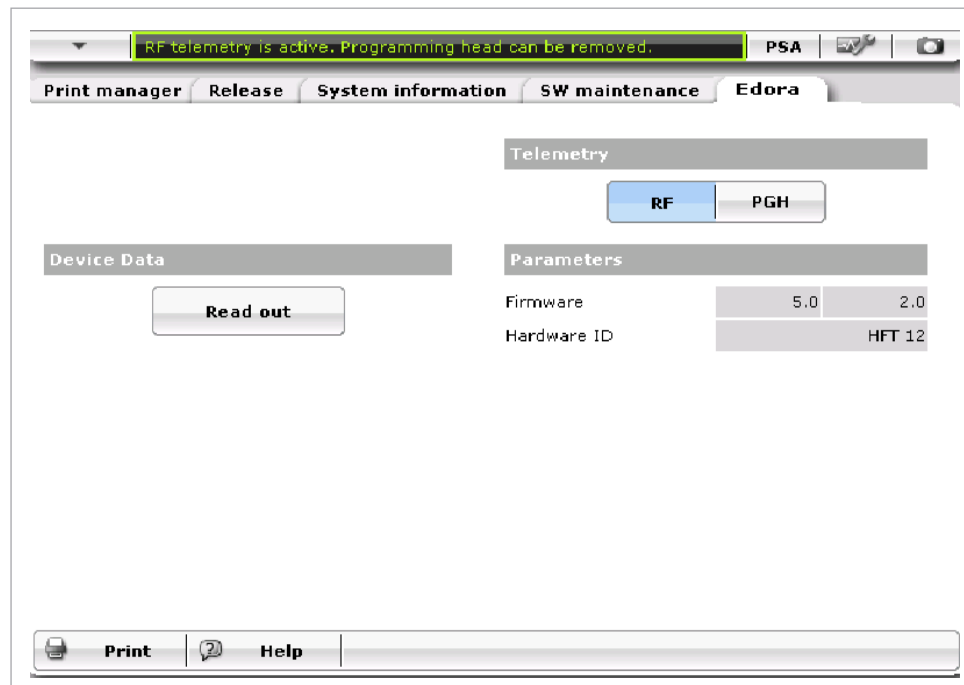 RF telemetry is active. Programming head can be removed. PSA
Print manager Release System information SW maintenance Edora
Telemetry
RF PGH
Device Data Parameters
Read out
Firmware 5.0 2.0
Hardware ID HFT 12
Print Help